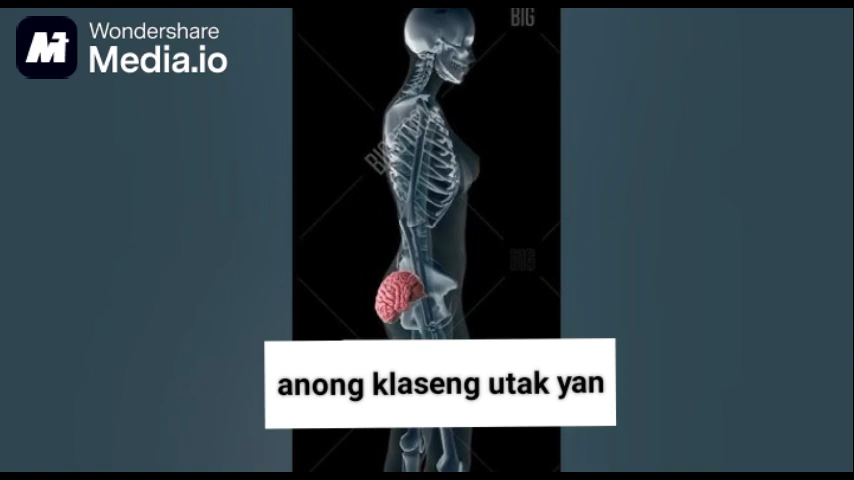 Wondershare
Media.io
BIG
BIG
BIG
anong klaseng utak yan